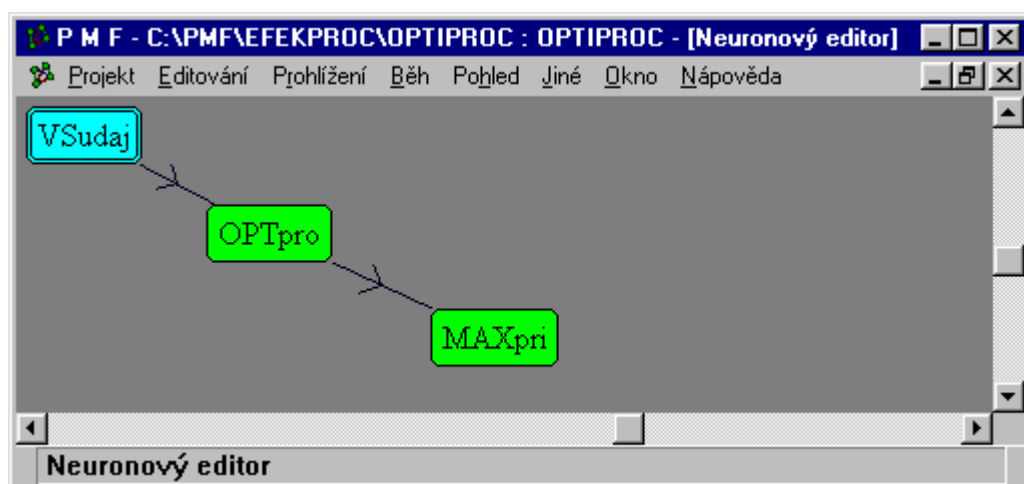 P M F - C:\PMF\EFEKPROC\OPTIPROC : OPTIPROC - [Neuronový editor]
Projekt Editování Prohlížení Běh Pohled Jiné Okno Nápověda
VSudaj
OPTpro
MAXpri
Neuronový editor